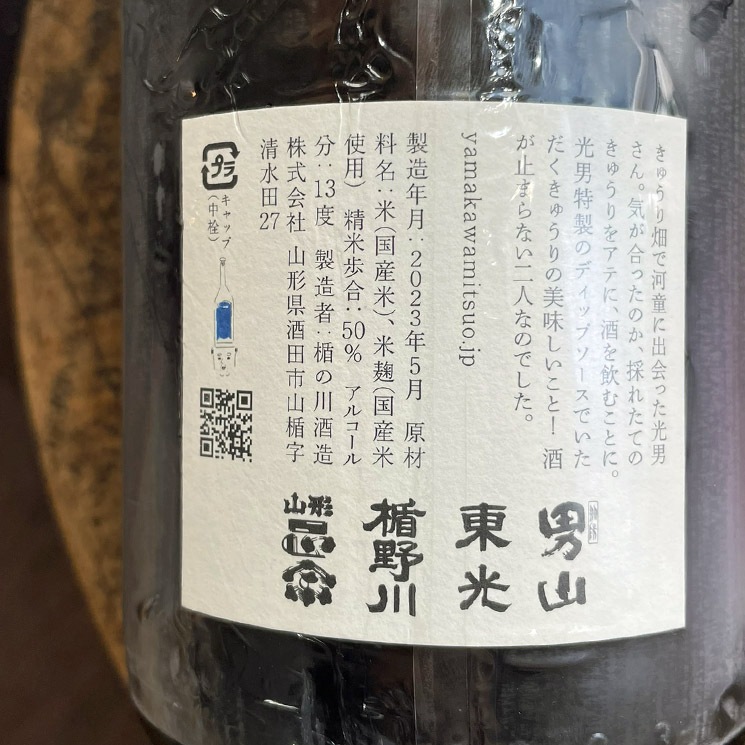 きゅうり畑で河童に出会った光男
さん。気が合ったのか、採れたての
きゅうりをアテに、酒を飲むことに。
光男特製のディップソースでいた
だくきゅうりの美味しいこと！ 酒
が止まらない二人なのでした。
yamakawamitsuo.jp
製造年月：2023年5月 原材
料名：米（国産米）、米麹（国産米
使用） 精米歩合：50% アルコール
分：13度 製造者：楯の川酒造
株式会社 山形県酒田市山楯字
清水田27
プラ
キャップ
（中栓）
男山
東光
楯野川
山形
正宗